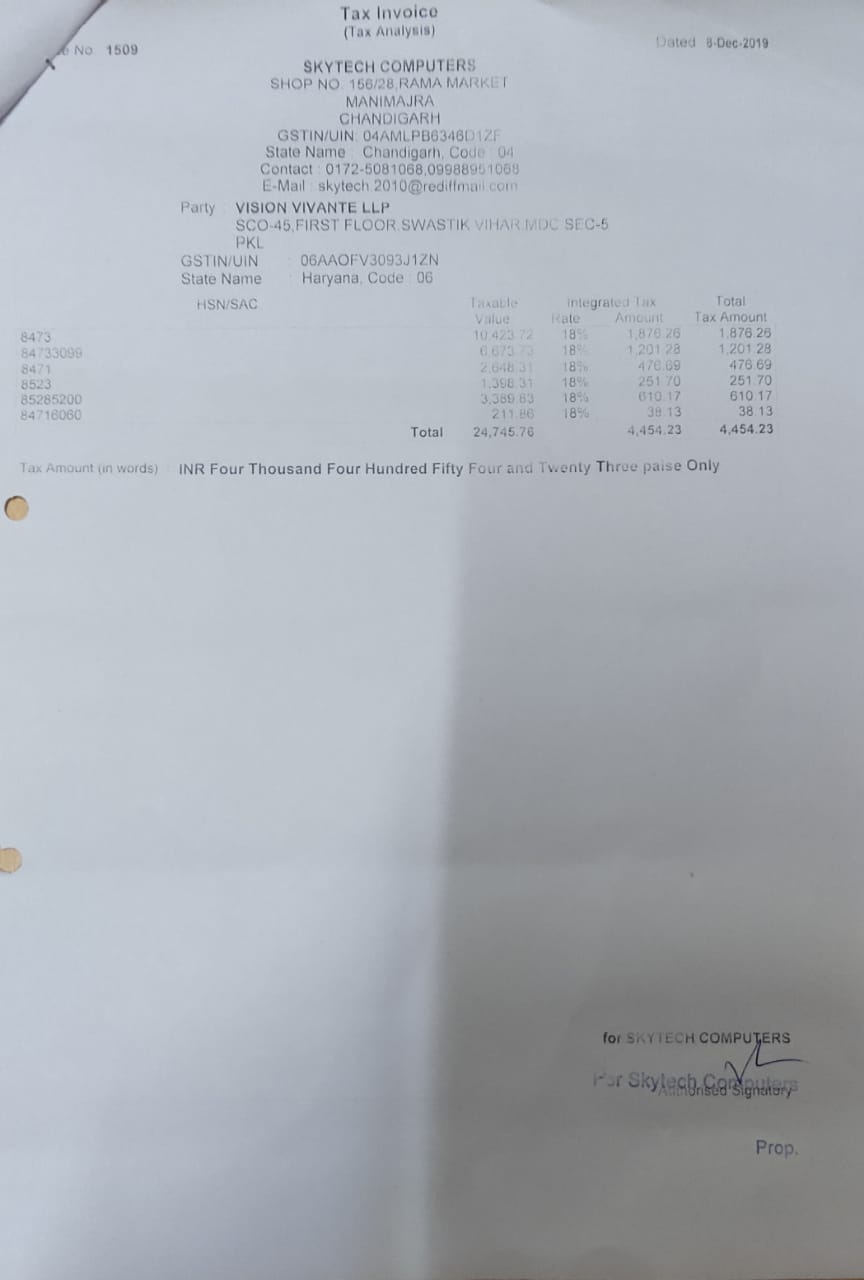 Tax Invoice
(Tax Analysis)
No. 1509
Dated 8-Dec-2019
SKYTECH COMPUTERS
SHOP NO. 156/28,RAMA MARKET
MANIMAJRA
CHANDIGARH
GSTIN/UIN: 04AMLPB6346D1ZF
State Name : Chandigarh, Code : 04
Contact : 0172-5081068,09988951068
E-Mail : skytech.2010@rediffmail.com
Party : VISION VIVANTE LLP
SCO-45,FIRST FLOOR,SWASTIK VIHAR,MDC SEC-5
PKL
GSTIN/UIN : 06AAOFV3093J1ZN
State Name : Haryana, Code : 06
HSN/SAC Taxable Integrated Tax Total
Value Rate Amount Tax Amount
8473 10,423.72 18% 1,876.26 1,876.26
84733099 6,673.73 18% 1,201.28 1,201.28
8471 2,648.31 18% 476.69 476.69
8523 1,398.31 18% 251.70 251.70
85285200 3,389.83 18% 610.17 610.17
84716060 211.86 18% 38.13 38.13
Total 24,745.76 4,454.23 4,454.23
Tax Amount (in words) : INR Four Thousand Four Hundred Fifty Four and Twenty Three paise Only
for SKYTECH COMPUTERS
For Skytech Computers
Authorised Signatory
Prop.